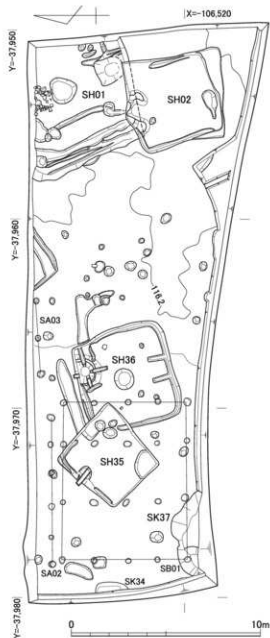 X=-106,520
Y=-37,950
SH01
SH02
Y=-37,960
116.2
SA03
SH36
Y=-37,970
SH35
SK37
SA02
SB01
SK34
Y=-37,980
0
10m